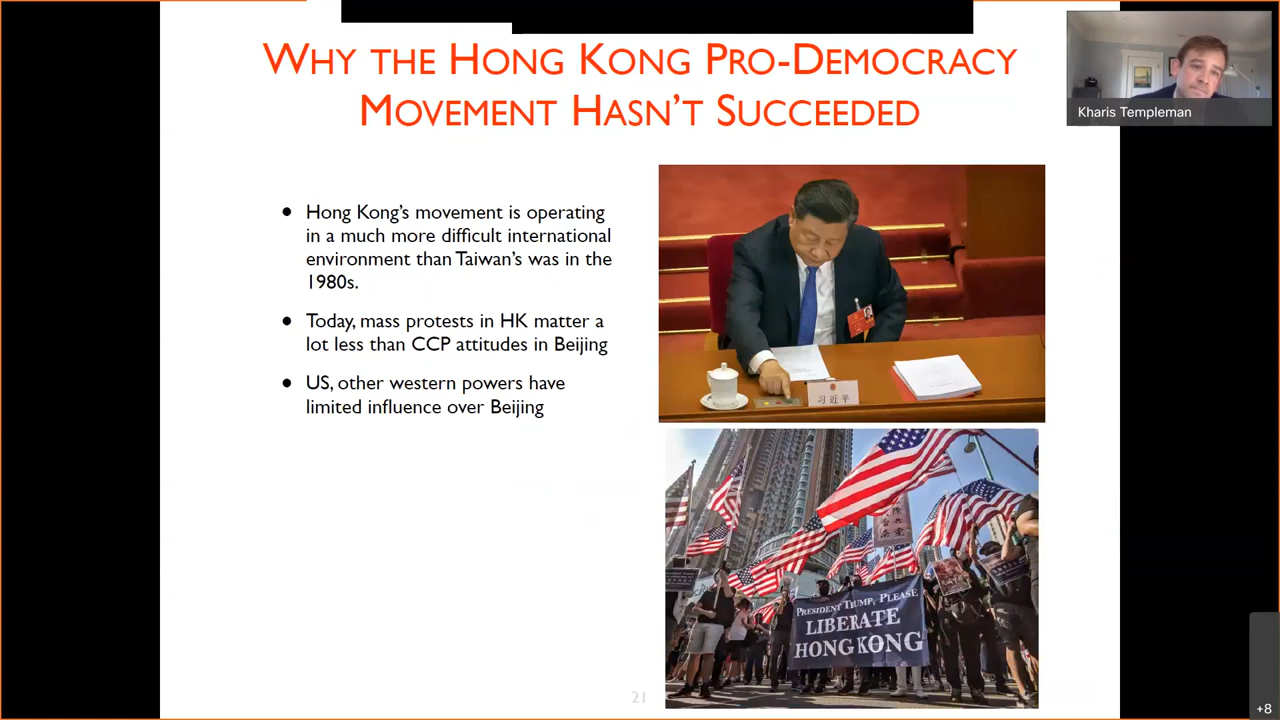 WHY THE HONG KONG PRO-DEMOCRACY
MOVEMENT HASN'T SUCCEEDED
Kharis Templeman
● Hong Kong's movement is operating
in a much more difficult international
environment than Taiwan's was in the
1980s.
● Today, mass protests in HK matter a
lot less than CCP attitudes in Beijing
● US, other western powers have
limited influence over Beijing
习近平
PRESIDENT TRUMP, PLEASE
LIBERATE
HONG KONG
21
+8